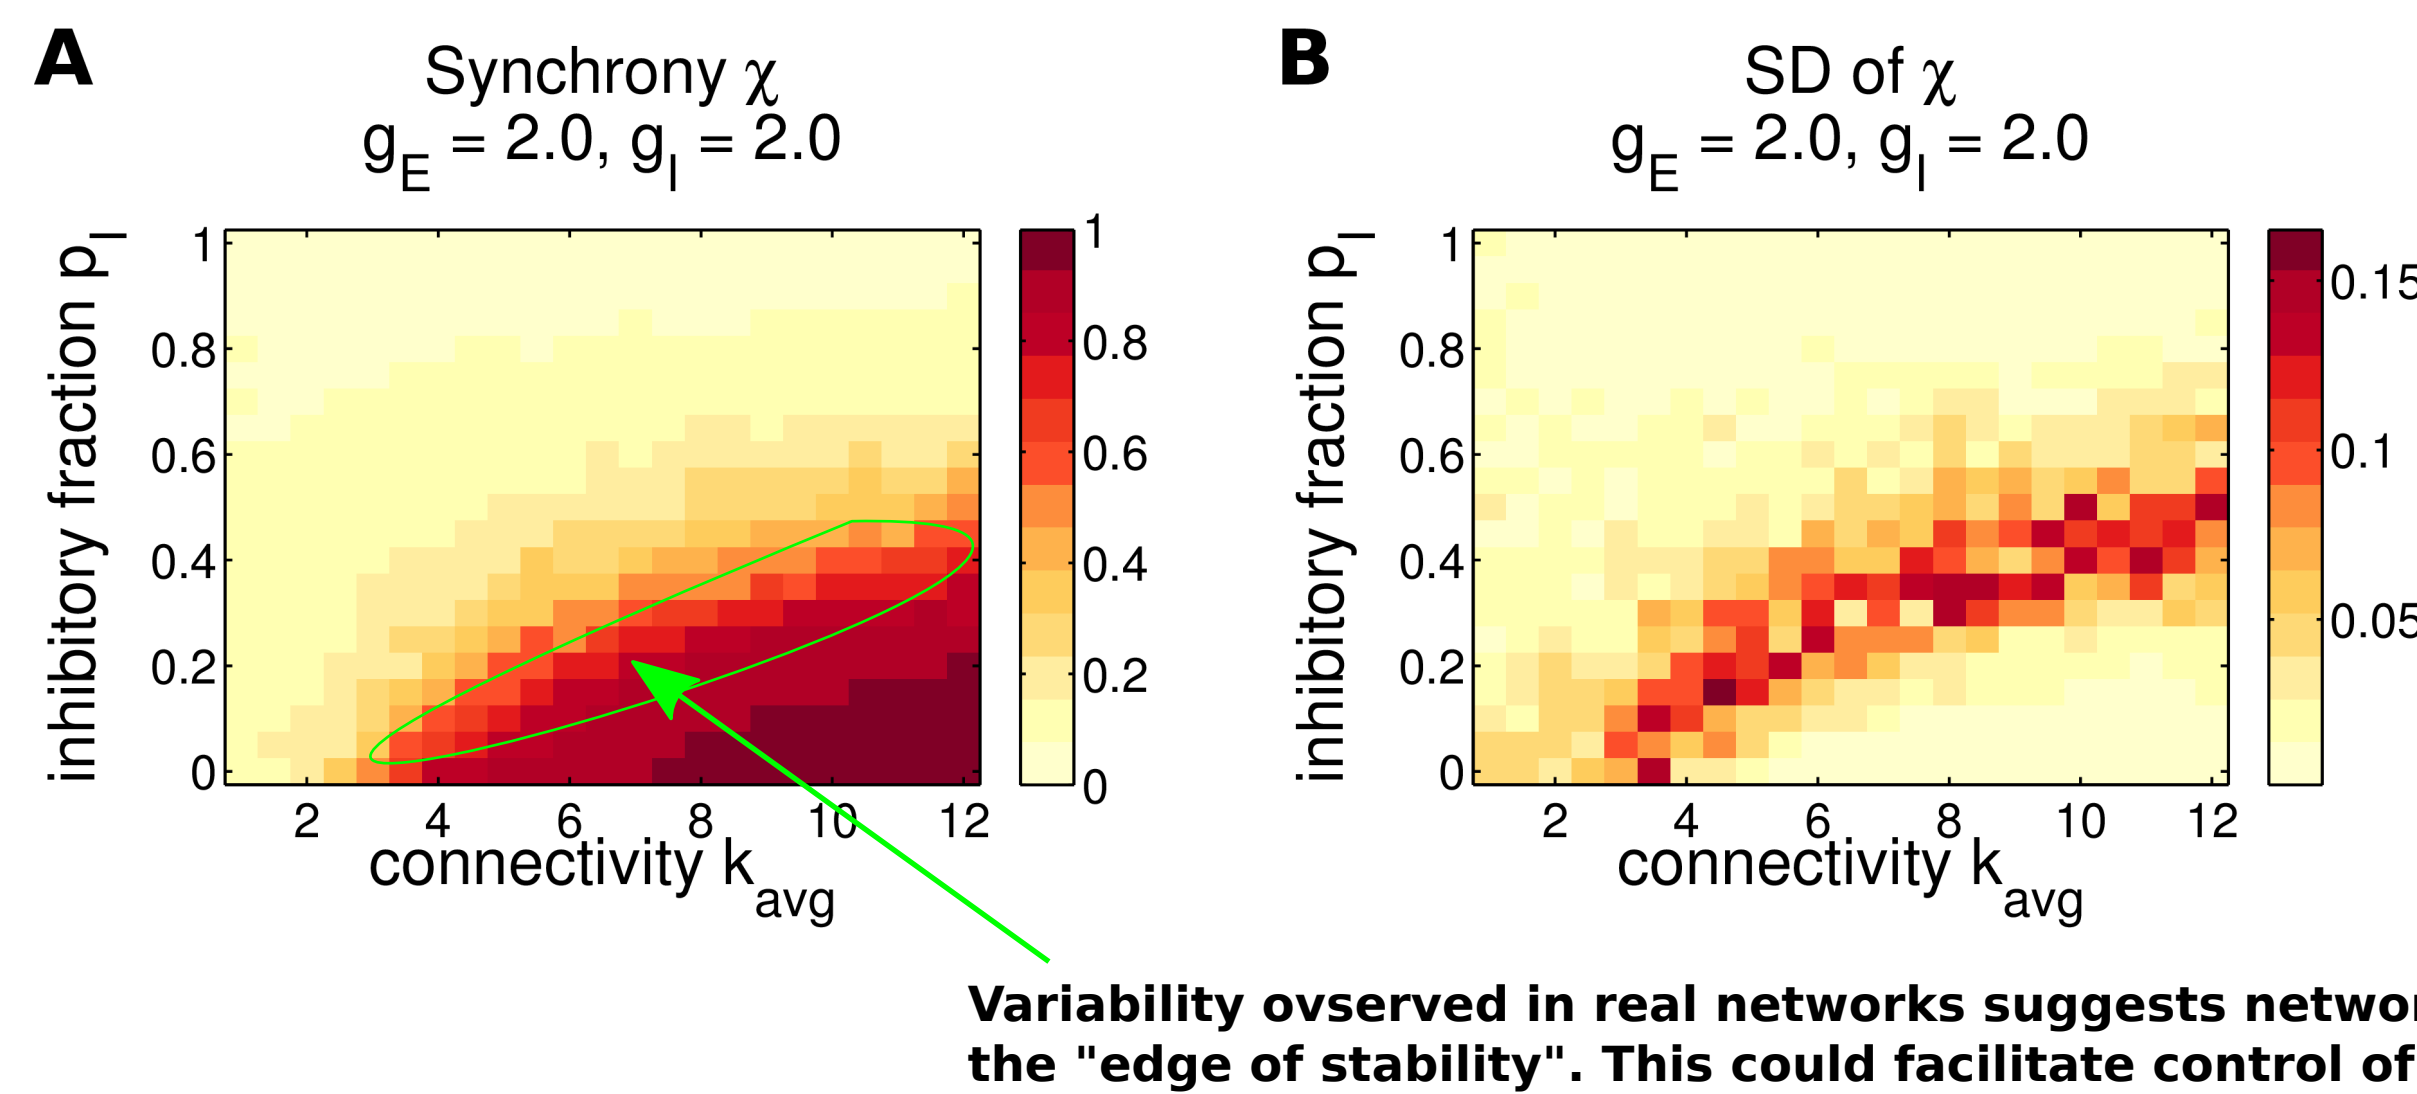 A
Synchrony χ
gE = 2.0, gI = 2.0
inhibitory fraction pI
1
0.8
0.6
0.4
0.2
0
2 4 6 8 10 12
connectivity kavg
1
0.8
0.6
0.4
0.2
0
B
SD of χ
gE = 2.0, gI = 2.0
inhibitory fraction pI
1
0.8
0.6
0.4
0.2
0
2 4 6 8 10 12
connectivity kavg
0.15
0.1
0.05
Variability ovserved in real networks suggests networ
the "edge of stability". This could facilitate control of